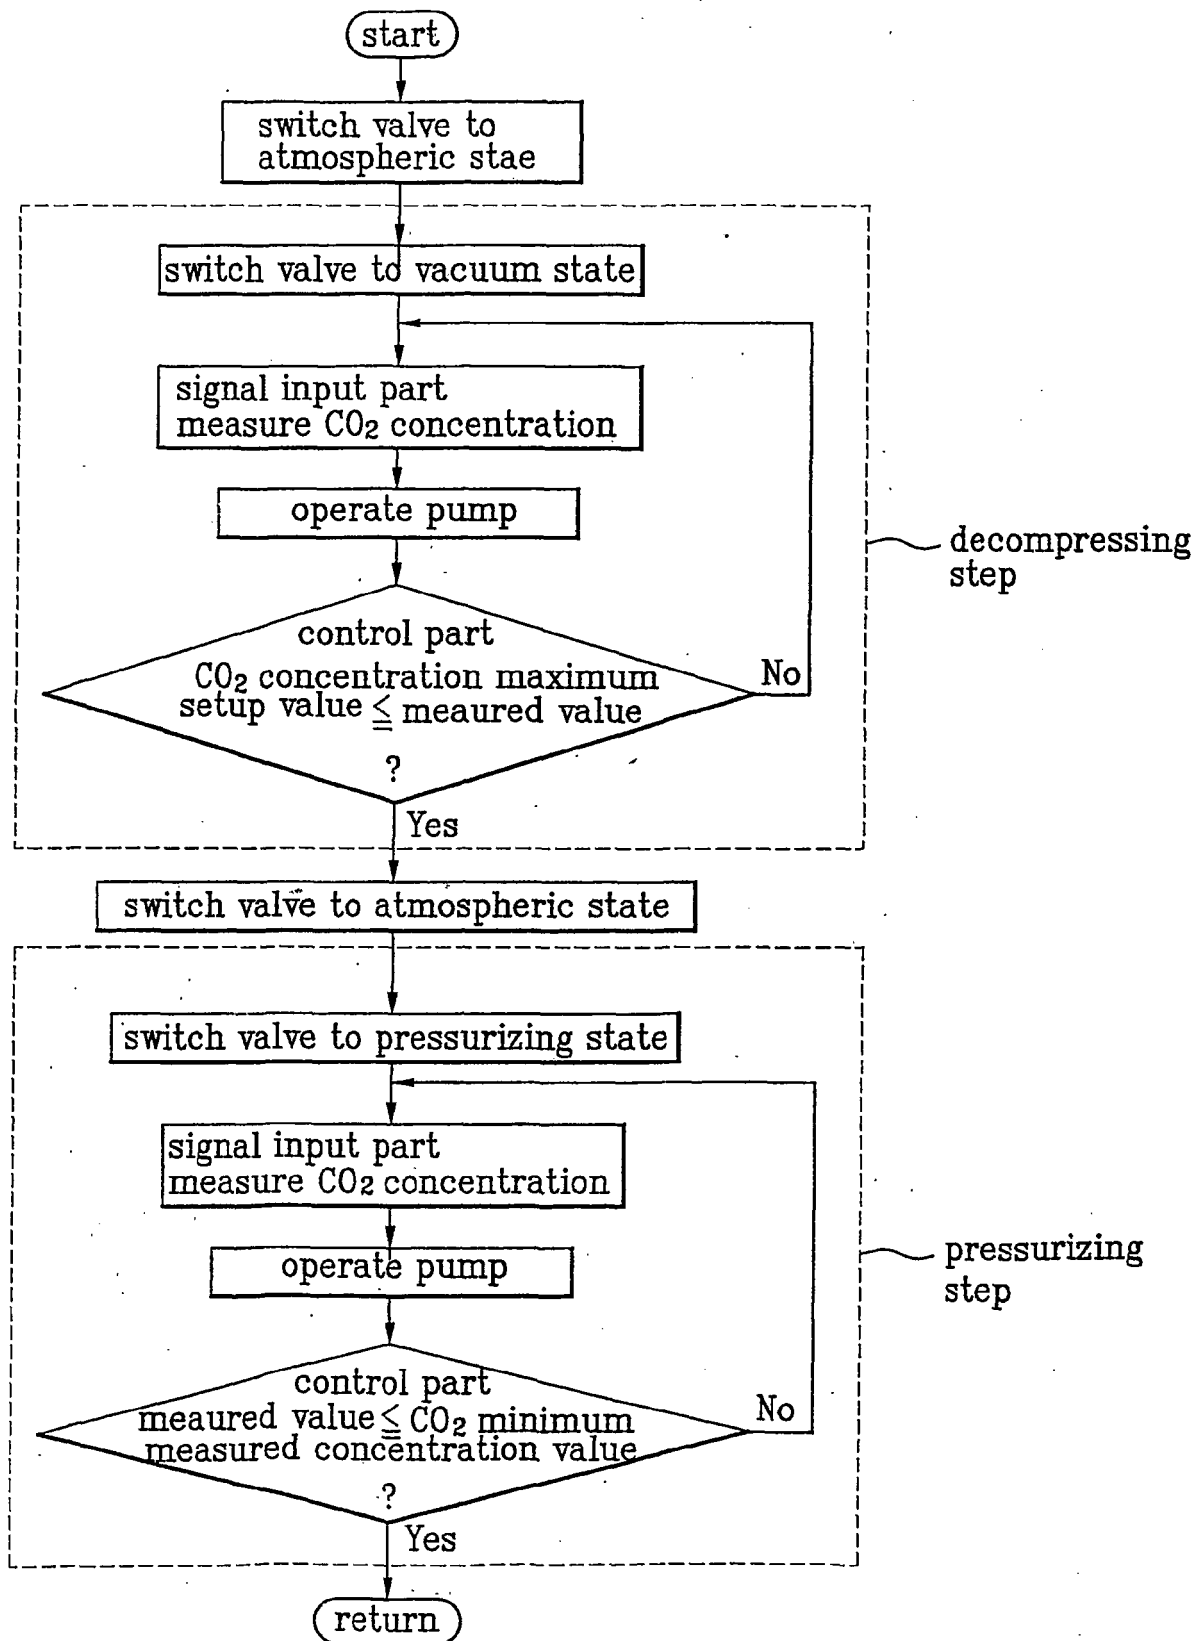 start
switch valve to
atmospheric stae
switch valve to vacuum state
signal input part
measure CO₂ concentration
operate pump
decompressing
step
control part
CO₂ concentration maximum
setup value ≦ meaured value
?
No
Yes
switch valve to atmospheric state
switch valve to pressurizing state
signal input part
measure CO₂ concentration
operate pump
pressurizing
step
control part
meaured value ≦ CO₂ minimum
measured concentration value
?
No
Yes
return